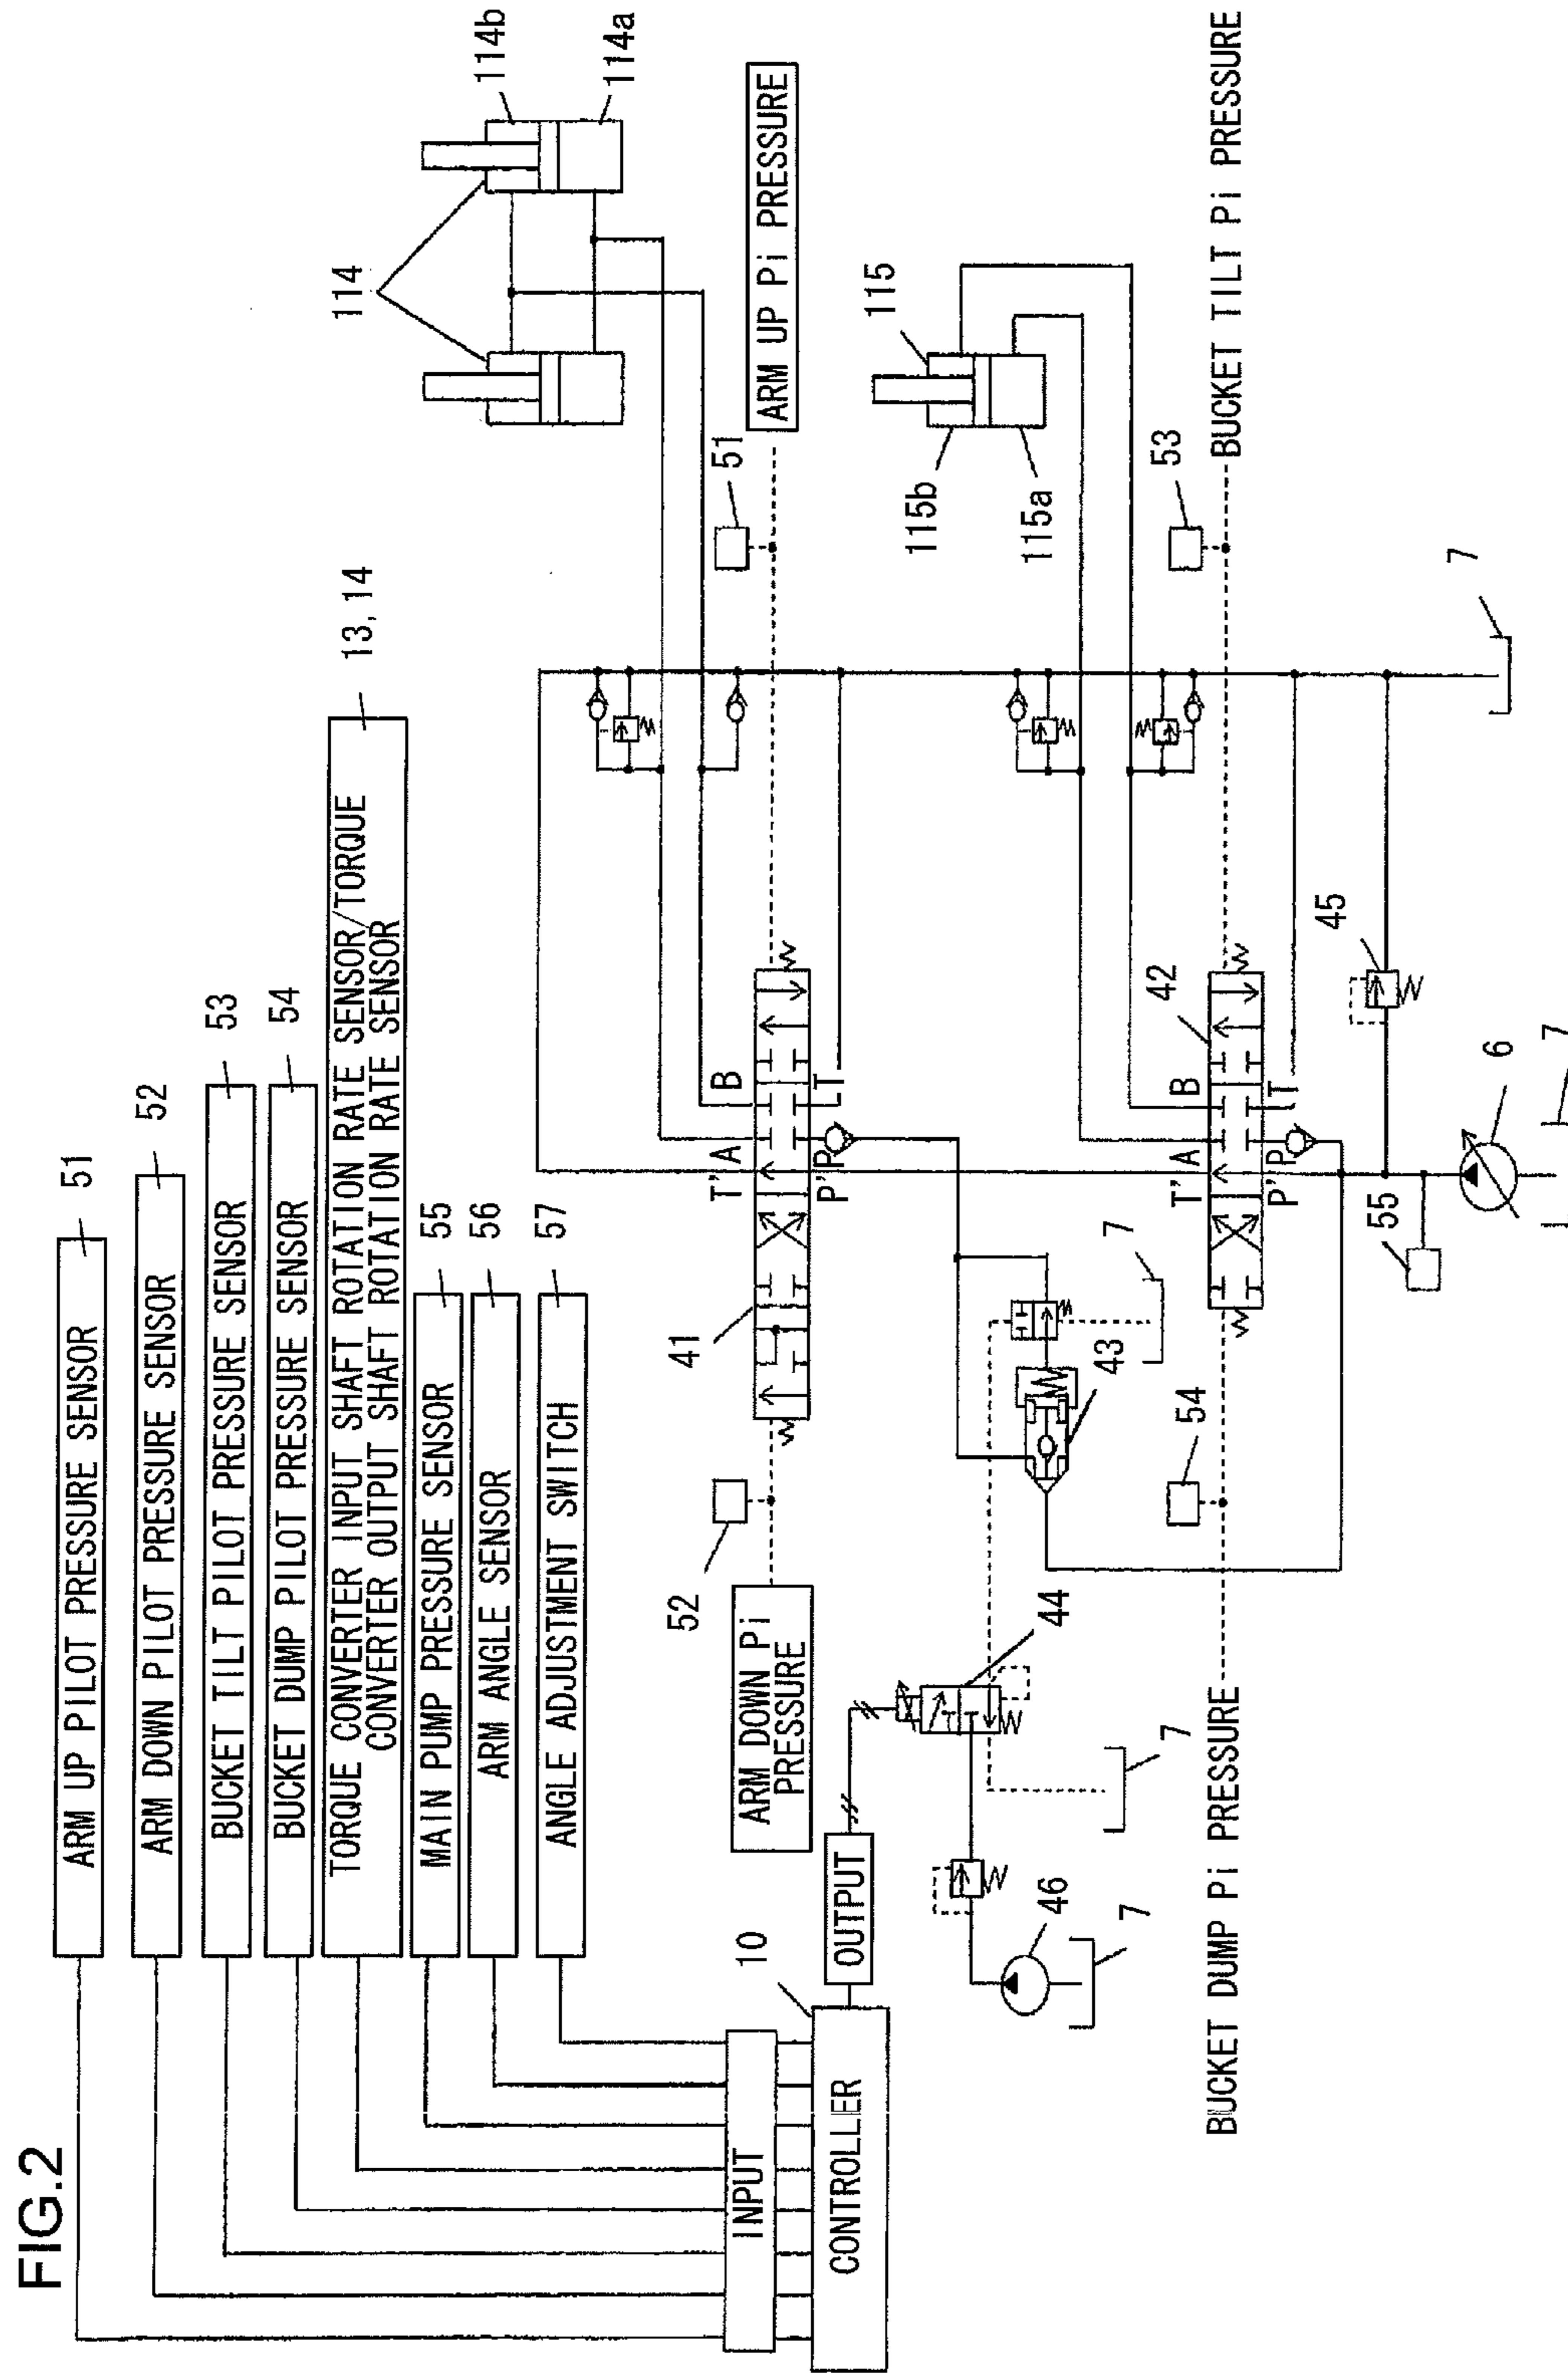 FIG.2
ARM UP PILOT PRESSURE SENSOR
51
ARM DOWN PILOT PRESSURE SENSOR
52
BUCKET TILT PILOT PRESSURE SENSOR
53
BUCKET DUMP PILOT PRESSURE SENSOR
54
TORQUE CONVERTER INPUT SHAFT ROTATION RATE SENSOR/TORQUE
CONVERTER OUTPUT SHAFT ROTATION RATE SENSOR
13, 14
MAIN PUMP PRESSURE SENSOR
55
ARM ANGLE SENSOR
56
ANGLE ADJUSTMENT SWITCH
57
INPUT
CONTROLLER
10
OUTPUT
114
114b
114a
ARM DOWN Pi
PRESSURE
52
41
T'
A
B
P'
P
T
51
ARM UP Pi PRESSURE
115
115b
115a
44
43
7
46
7
7
BUCKET DUMP Pi PRESSURE
54
42
T'
A
B
P'
P
T
53
BUCKET TILT Pi PRESSURE
45
55
6
7
7